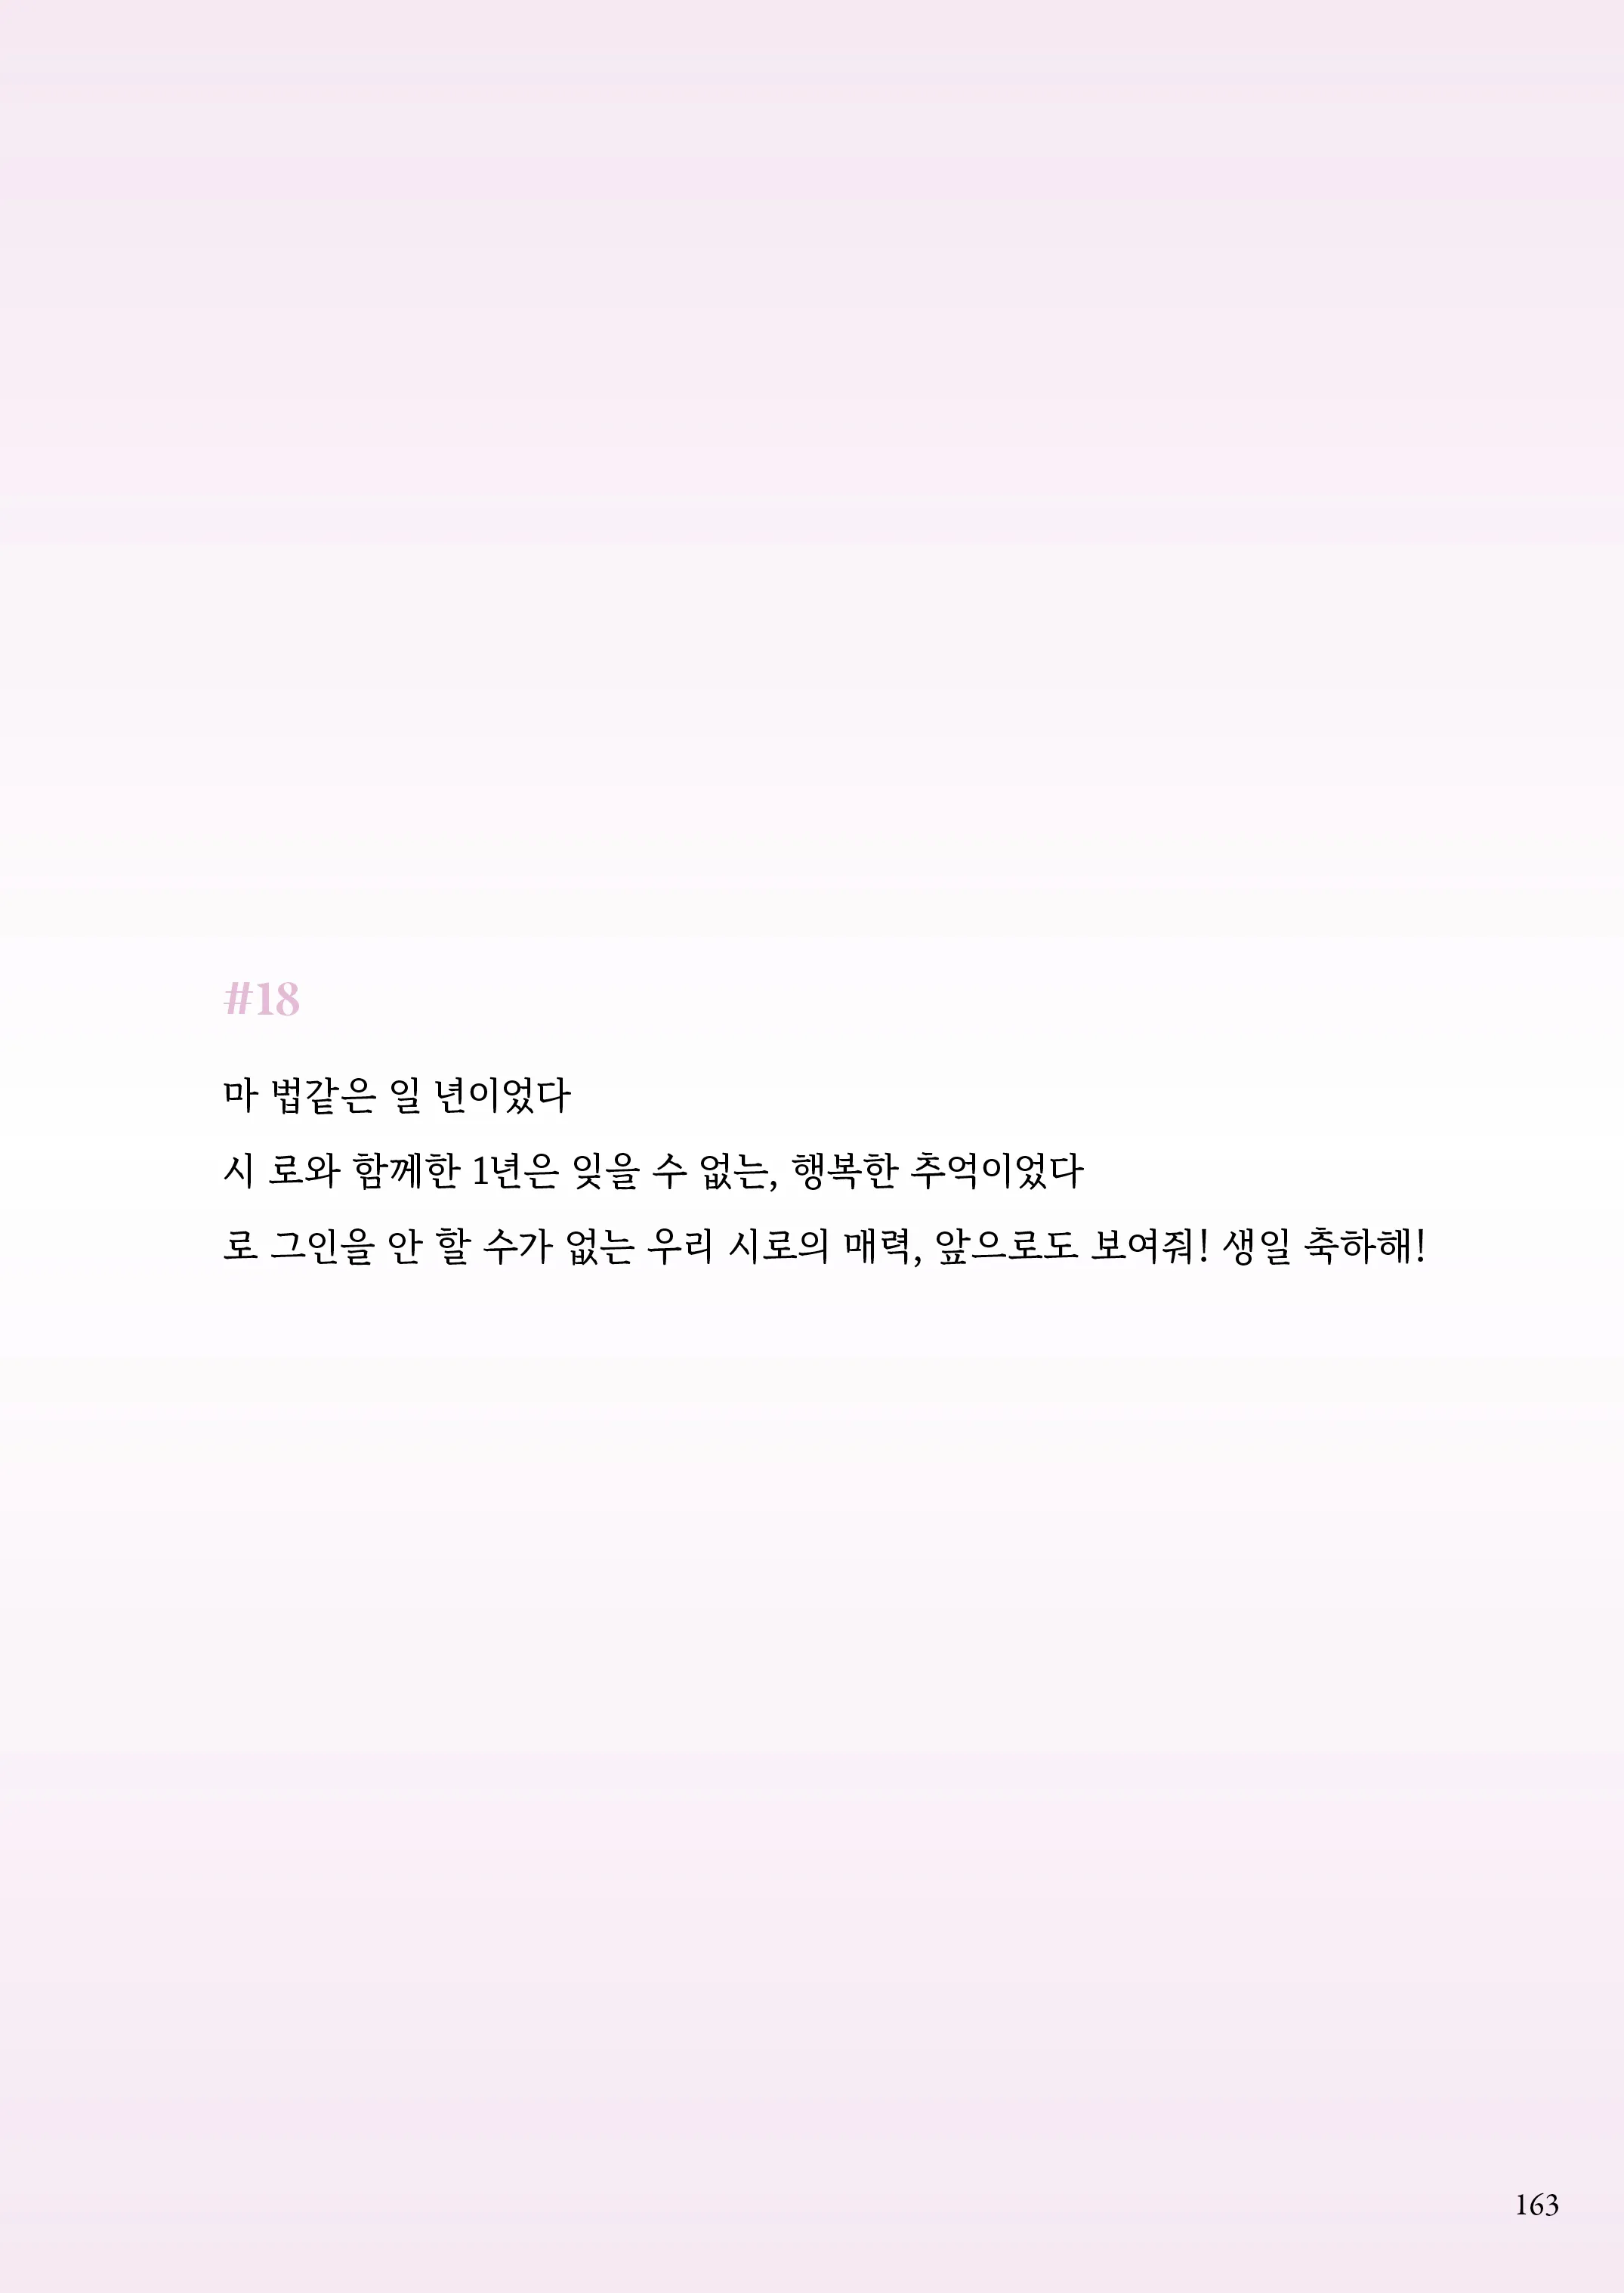 #18
마 법같은 일 년이었다
시 로와 함께한 1년은 잊을 수 없는, 행복한 추억이었다
로 그인을 안 할 수가 없는 우리 시로의 매력, 앞으로도 보여줘! 생일 축하해!
163